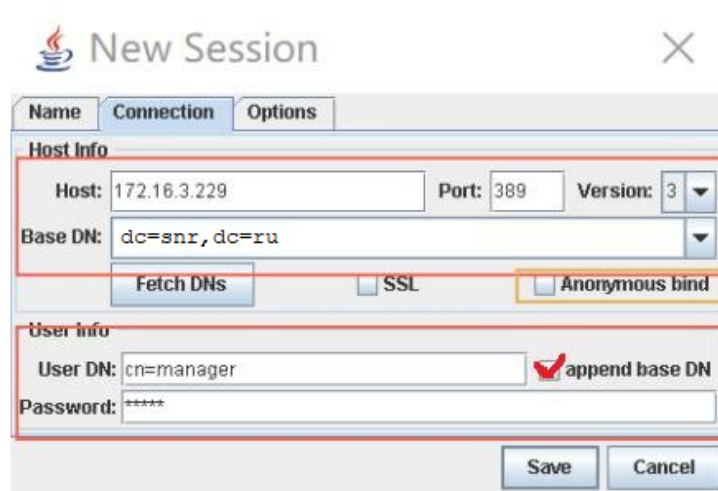 New Session
Name Connection Options
Host Info
Host: 172.16.3.229 Port: 389 Version: 3
Base DN: dc=snr,dc=ru
Fetch DNs SSL Anonymous bind
User Info
User DN: cn=manager append base DN
Password: *****
Save Cancel